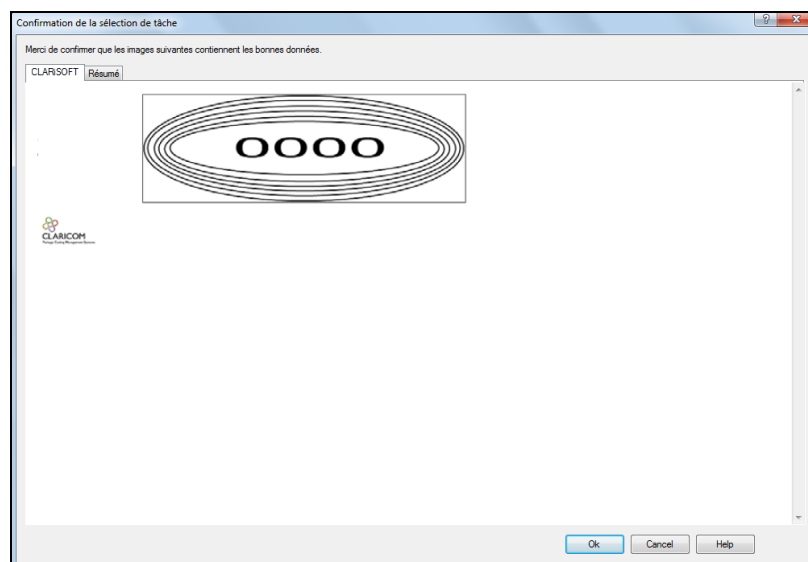 Confirmation de la sélection de tâche
Merci de confirmer que les images suivantes contiennent les bonnes données.
CLARiSOFT Résumé
OOOO
CLARICOM
Ok Cancel Help